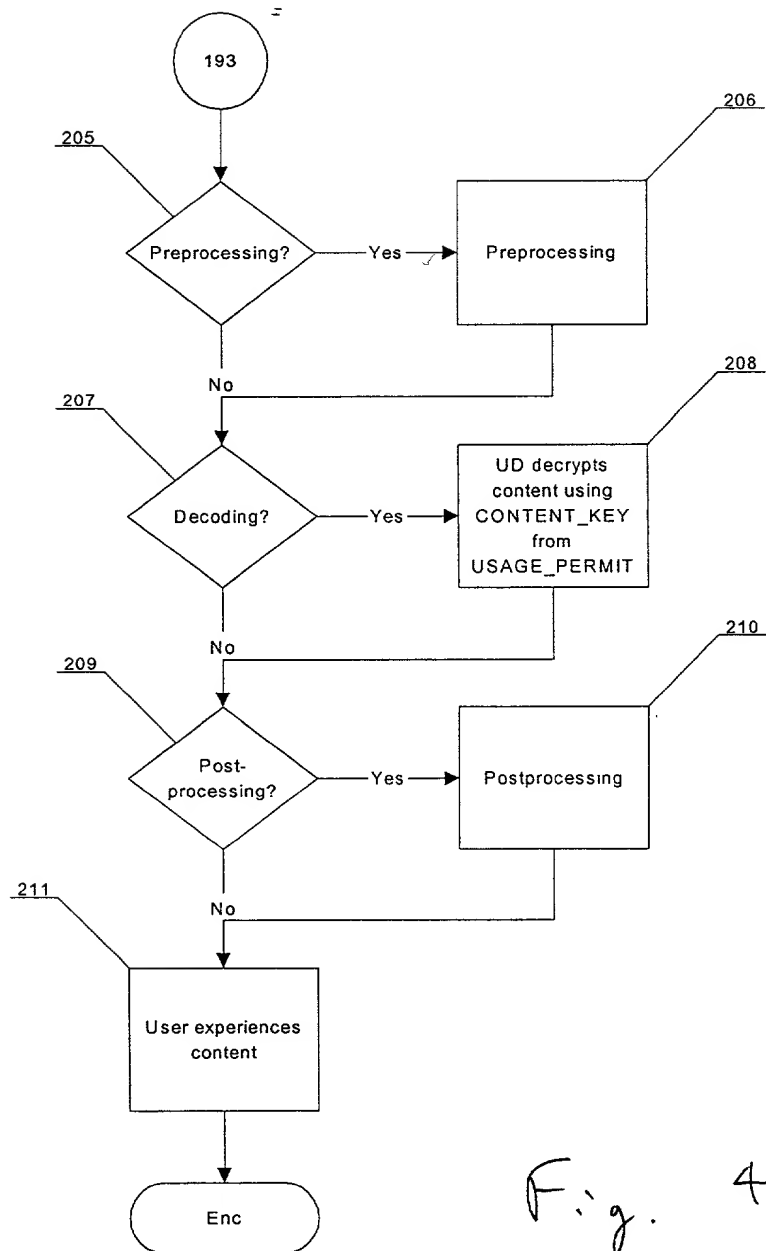 193
205
206
Preprocessing?
Yes
Preprocessing
No
207
208
Decoding?
Yes
UD decrypts
content using
CONTENT_KEY
from
USAGE_PERMIT
No
209
210
Post-
processing?
Yes
Postprocessing
No
211
User experiences
content
Enc
Fig. 4